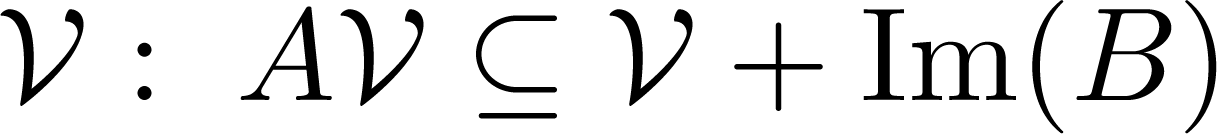 𝒱 : A𝒱 ⊆ 𝒱 + Im(B)